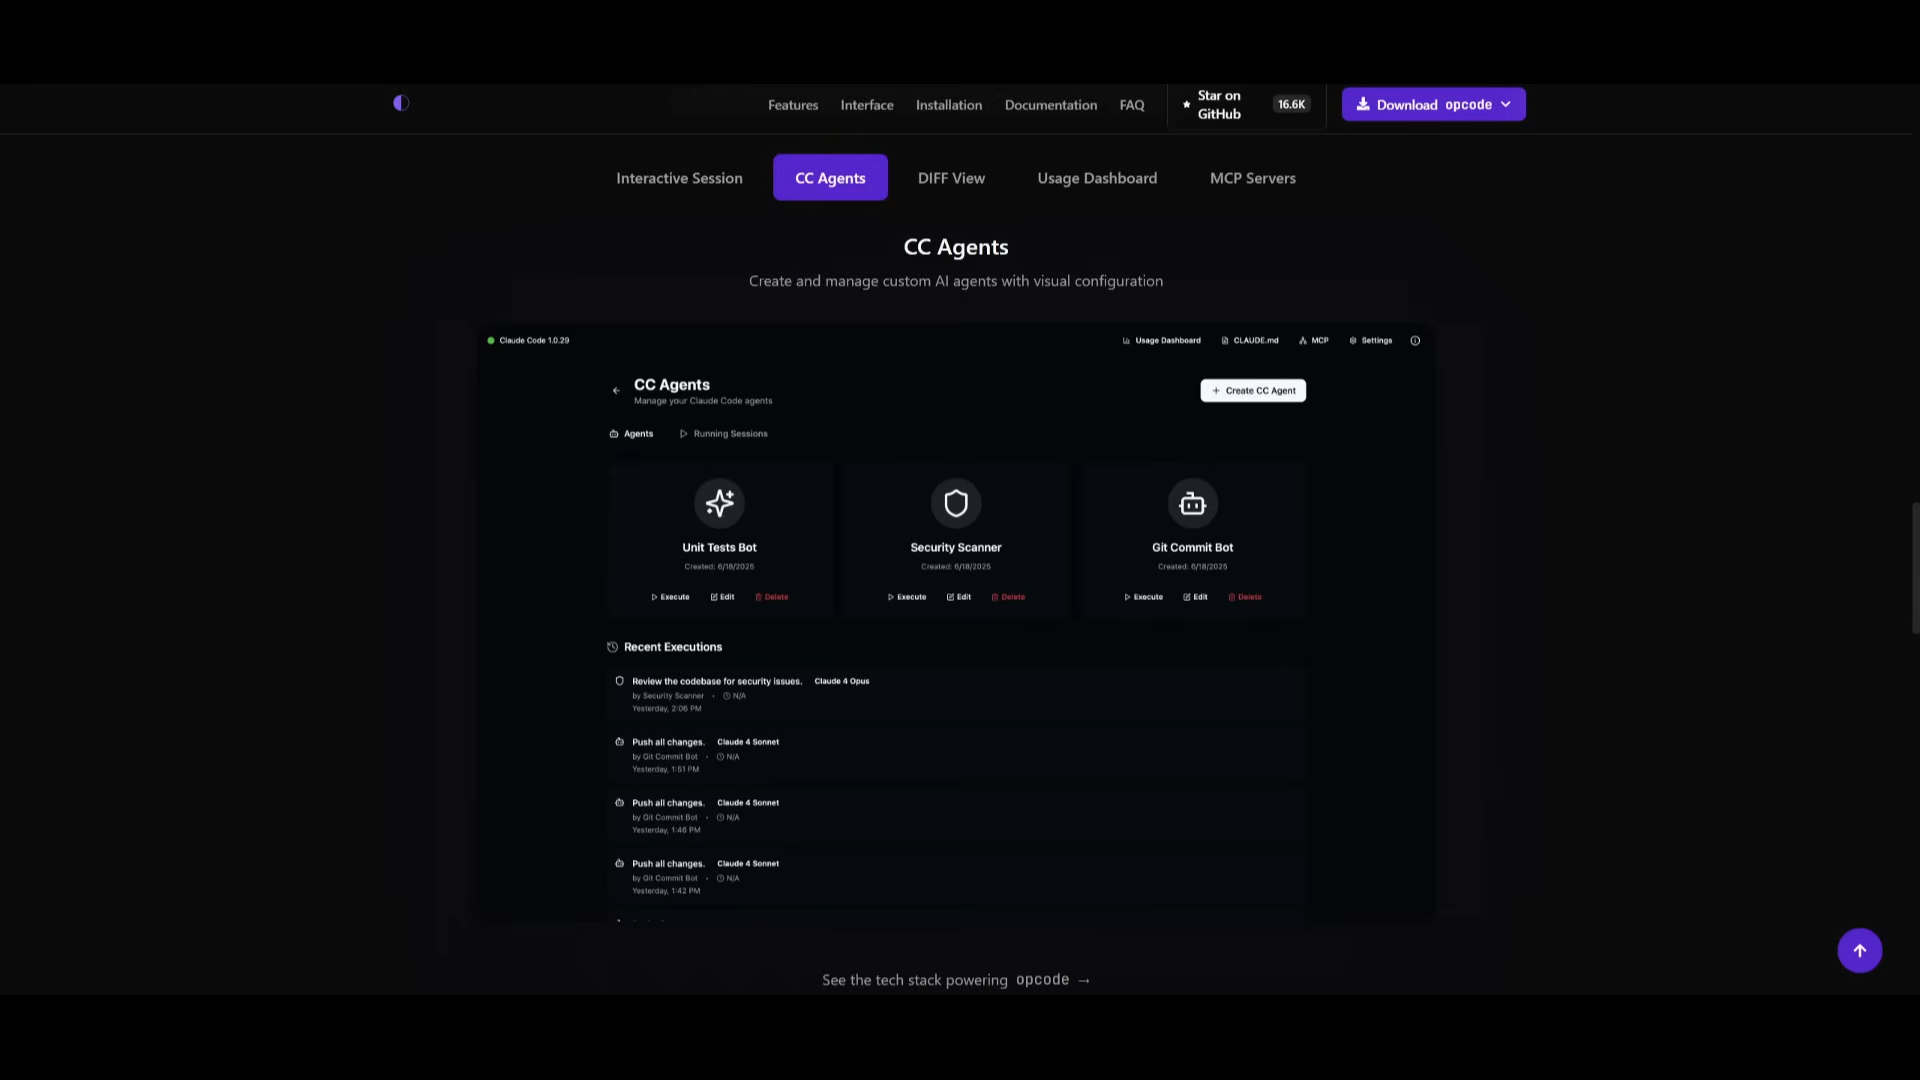 Features Interface Installation Documentation FAQ Star on GitHub 16.6K Download opcode
Interactive Session CC Agents DIFF View Usage Dashboard MCP Servers
CC Agents
Create and manage custom AI agents with visual configuration
Claude Code 1.0.29 Usage Dashboard CLAUDE.md MCP Settings
CC Agents
Manage your Claude Code agents
+ Create CC Agent
Agents Running Sessions
Unit Tests Bot Security Scanner Git Commit Bot
Created: 6/18/2025 Created: 6/18/2025 Created: 6/18/2025
Execute Edit Delete Execute Edit Delete Execute Edit Delete
Recent Executions
Review the codebase for security issues. Claude 4 Opus
by Security Scanner • N/A
Yesterday, 2:06 PM
Push all changes. Claude 4 Sonnet
by Git Commit Bot • N/A
Yesterday, 1:51 PM
Push all changes. Claude 4 Sonnet
by Git Commit Bot • N/A
Yesterday, 1:46 PM
Push all changes. Claude 4 Sonnet
by Git Commit Bot • N/A
Yesterday, 1:42 PM
See the tech stack powering opcode →